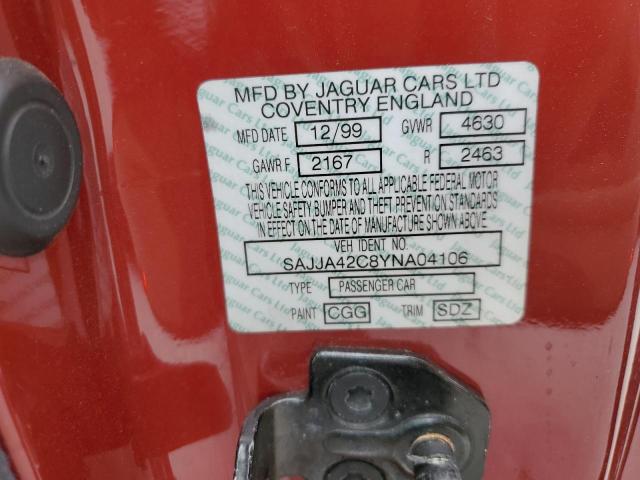 MFD BY JAGUAR CARS LTD
COVENTRY ENGLAND
MFD DATE 12/99 GVWR 4630
GAWR F. 2167 R 2463
THIS VEHICLE CONFORMS TO ALL APPLICABLE FEDERAL MOTOR
VEHICLE SAFETY BUMPER AND THEFT PREVENTION STANDARDS
IN EFFECT ON THE DATE OF MANUFACTURE SHOWN ABOVE
VEH IDENT NO.
SAJJA42C8YNA04106
TYPE PASSENGER CAR
PAINT CGG TRIM SDZ